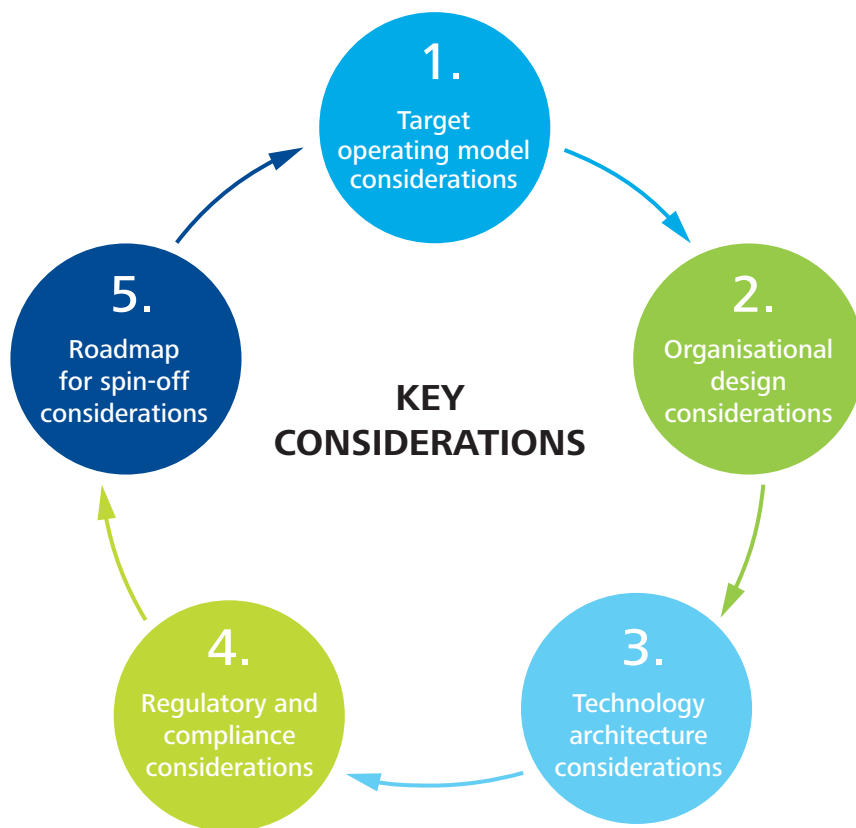 1.
Target
operating model
considerations
2.
Organisational
design
considerations
3.
Technology
architecture
considerations
4.
Regulatory and
compliance
considerations
5.
Roadmap
for spin-off
considerations
KEY
CONSIDERATIONS